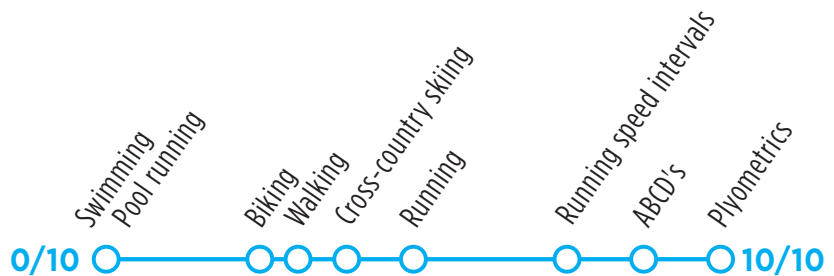 Swimming
Pool running
Biking
Walking
Cross-country skiing
Running
Running speed intervals
ABCD's
Plyometrics
0/10
10/10